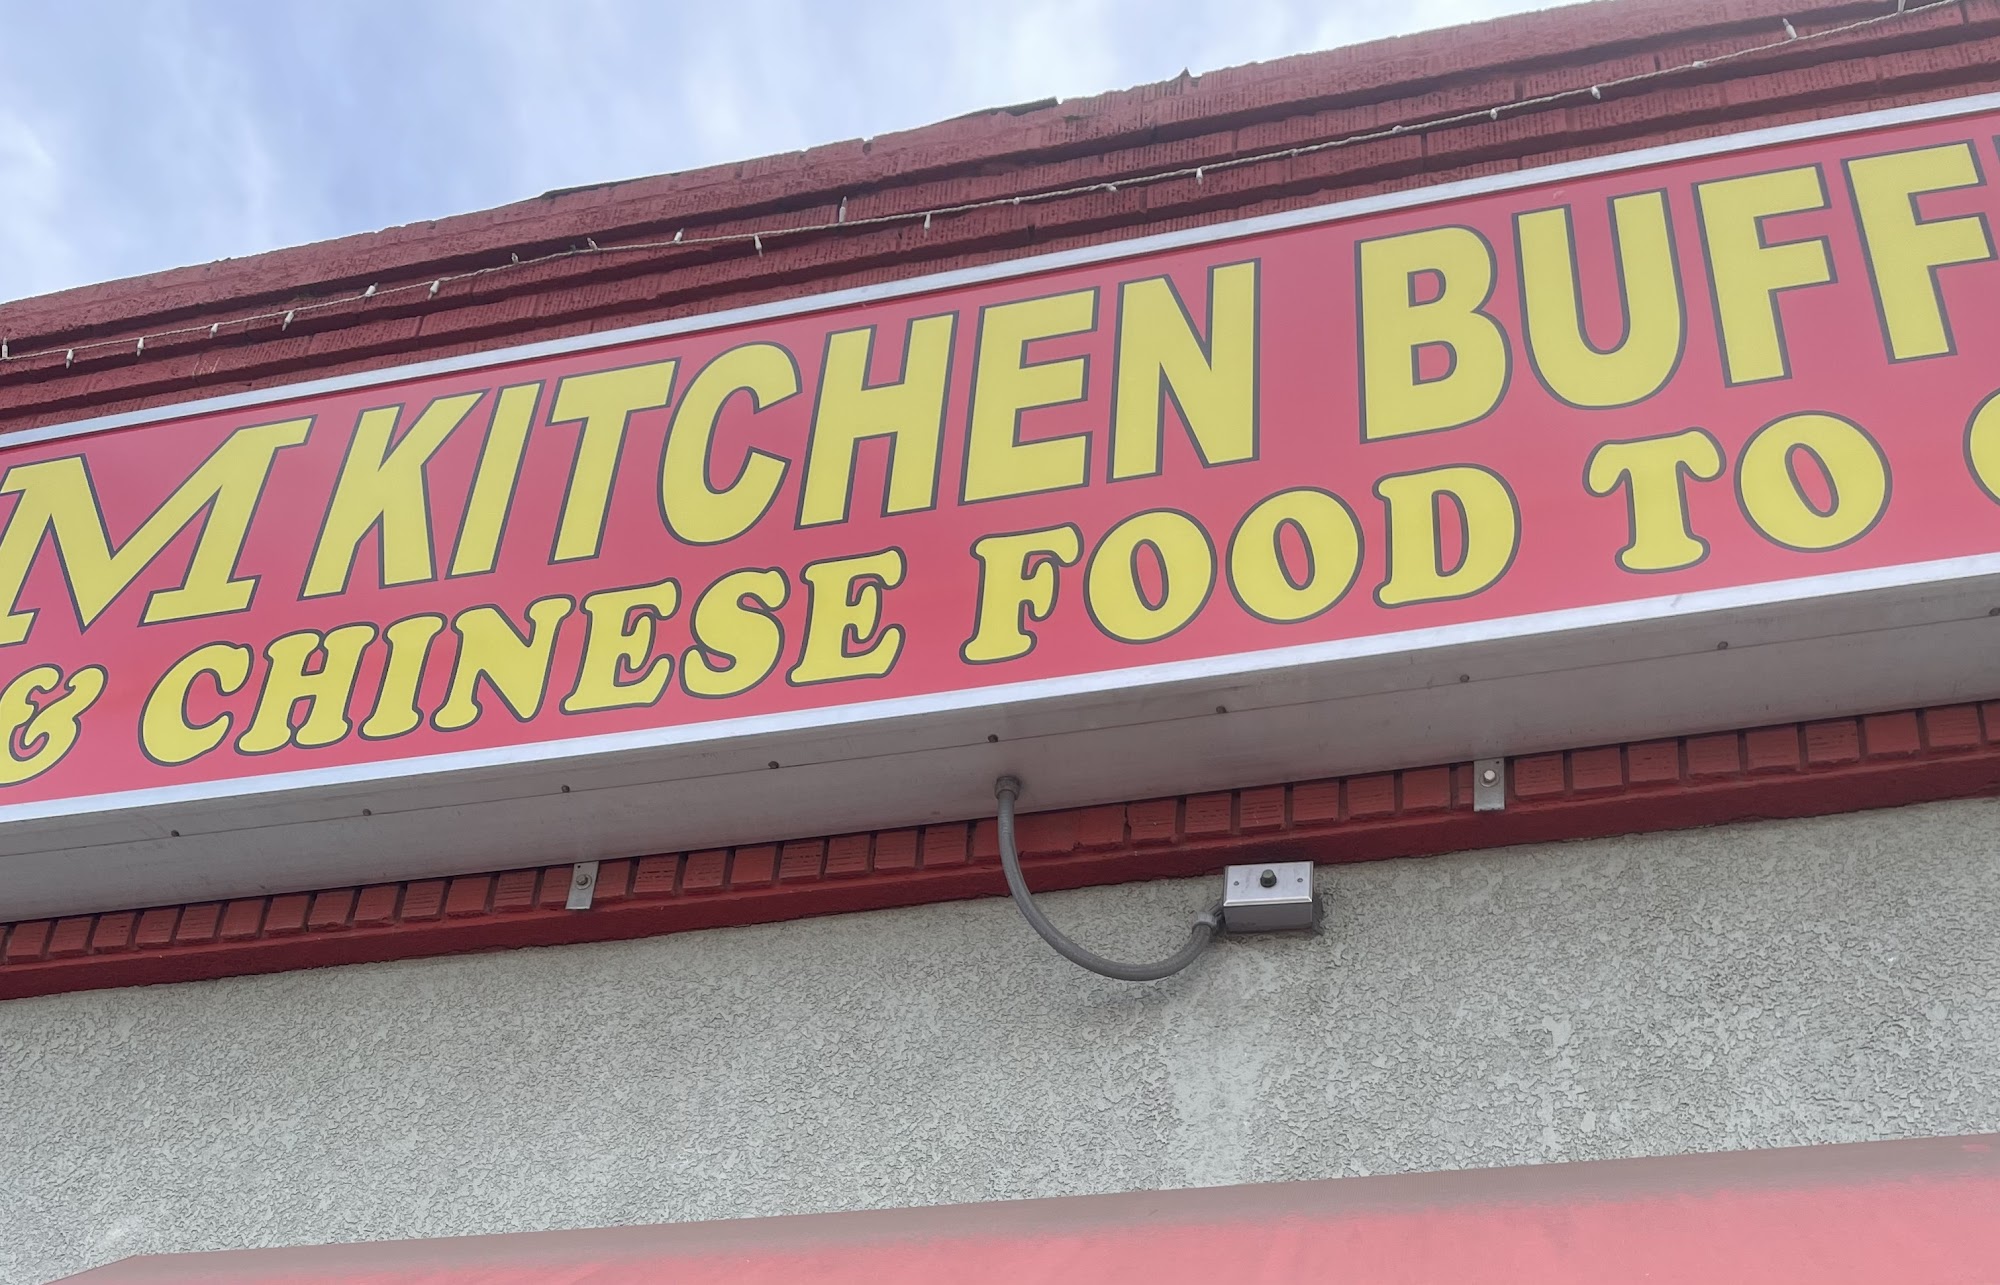 M KITCHEN BUFF
& CHINESE FOOD TO